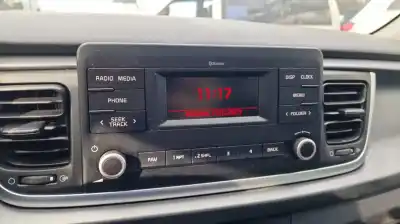 Bluetooth
RADIO MEDIA
DISP CLOCK
11:17
PHONE
MENU
< SEEK TRACK >
< FOLDER >
FAV 1 RPT 2 SHFL 3 4 BACK